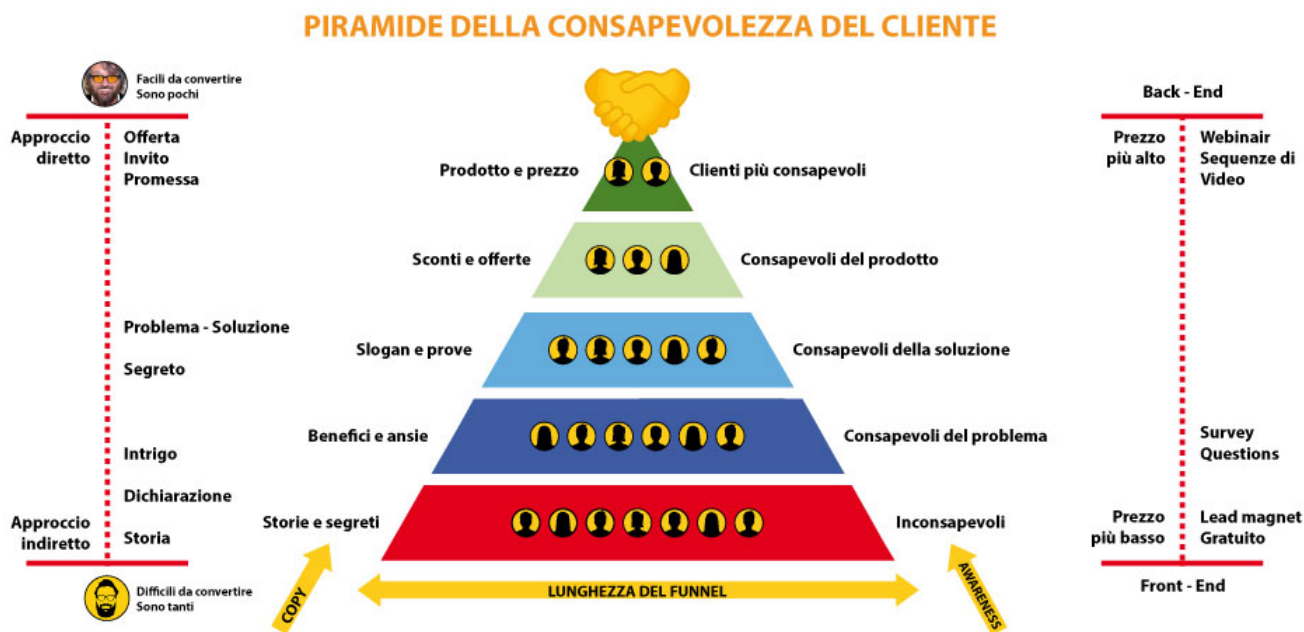 PIRAMIDE DELLA CONSAPEVOLEZZA DEL CLIENTE
Facili da convertire
Sono pochi
Approccio
diretto
Offerta
Invito
Promessa
Problema - Soluzione
Segreto
Intrigo
Dichiarazione
Approccio
indiretto
Storia
Difficili da convertire
Sono tanti
Prodotto e prezzo
Clienti più consapevoli
Sconti e offerte
Consapevoli del prodotto
Slogan e prove
Consapevoli della soluzione
Benefici e ansie
Consapevoli del problema
Storie e segreti
Inconsapevoli
COPY
LUNGHEZZA DEL FUNNEL
AWARENESS
Back - End
Prezzo
più alto
Webinair
Sequenze di
Video
Survey
Questions
Prezzo
più basso
Lead magnet
Gratuito
Front - End